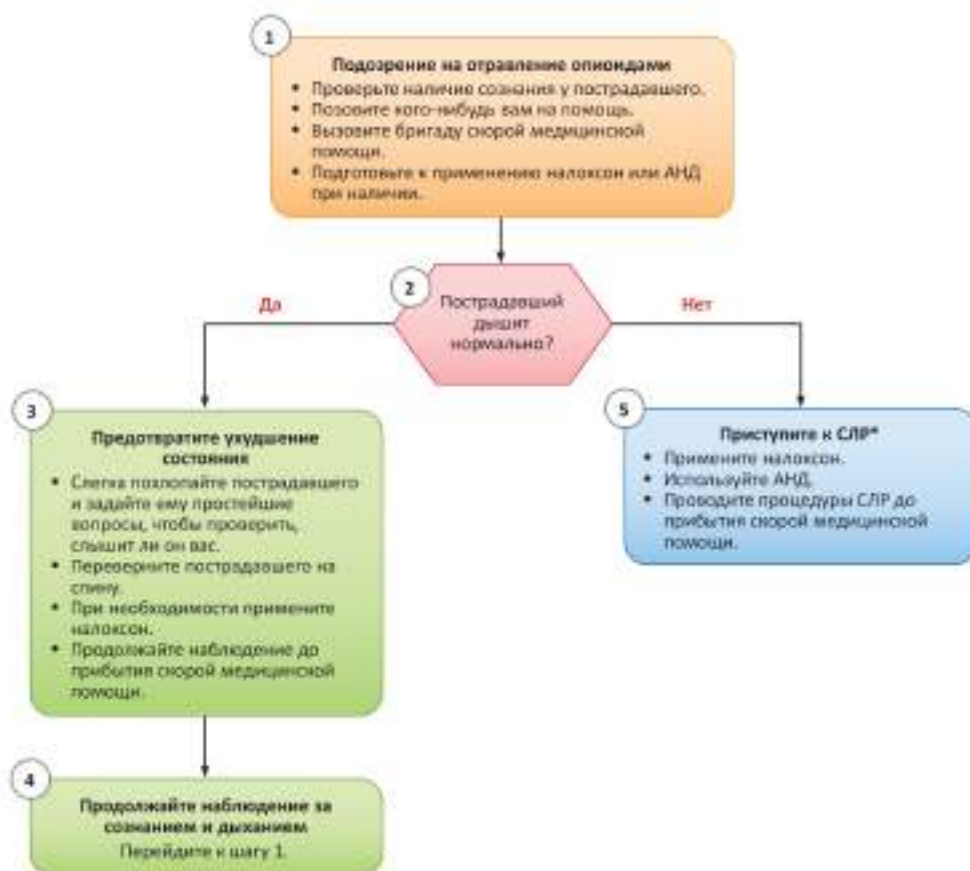 1
Подозрение на отравление опиоидами
• Проверьте наличие сознания у пострадавшего.
• Позовите кого-нибудь вам на помощь.
• Вызовите бригаду скорой медицинской
помощи.
• Подготовьте к применению налоксон или АНД
при наличии.
2
Пострадавший
дышит
нормально?
Да
Нет
3
Предотвратите ухудшение
состояния
• Слегка похлопайте пострадавшего
и задайте ему простейшие
вопросы, чтобы проверить,
слышит ли он вас.
• Переверните пострадавшего на
спину.
• При необходимости примените
налоксон.
• Продолжайте наблюдение до
прибытия скорой медицинской
помощи.
5
Приступите к СЛР*
• Примените налоксон.
• Используйте АНД.
• Проводите процедуры СЛР до
прибытия скорой медицинской
помощи.
4
Продолжайте наблюдение за
сознанием и дыханием
Перейдите к шагу 1.